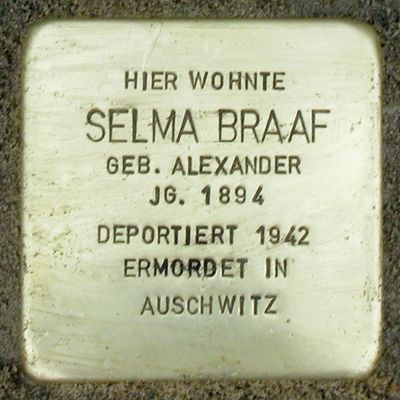 HIER WOHNTE
SELMA BRAAF
GEB. ALEXANDER
JG. 1894
DEPORTIERT 1942
ERMORDET IN
AUSCHWITZ